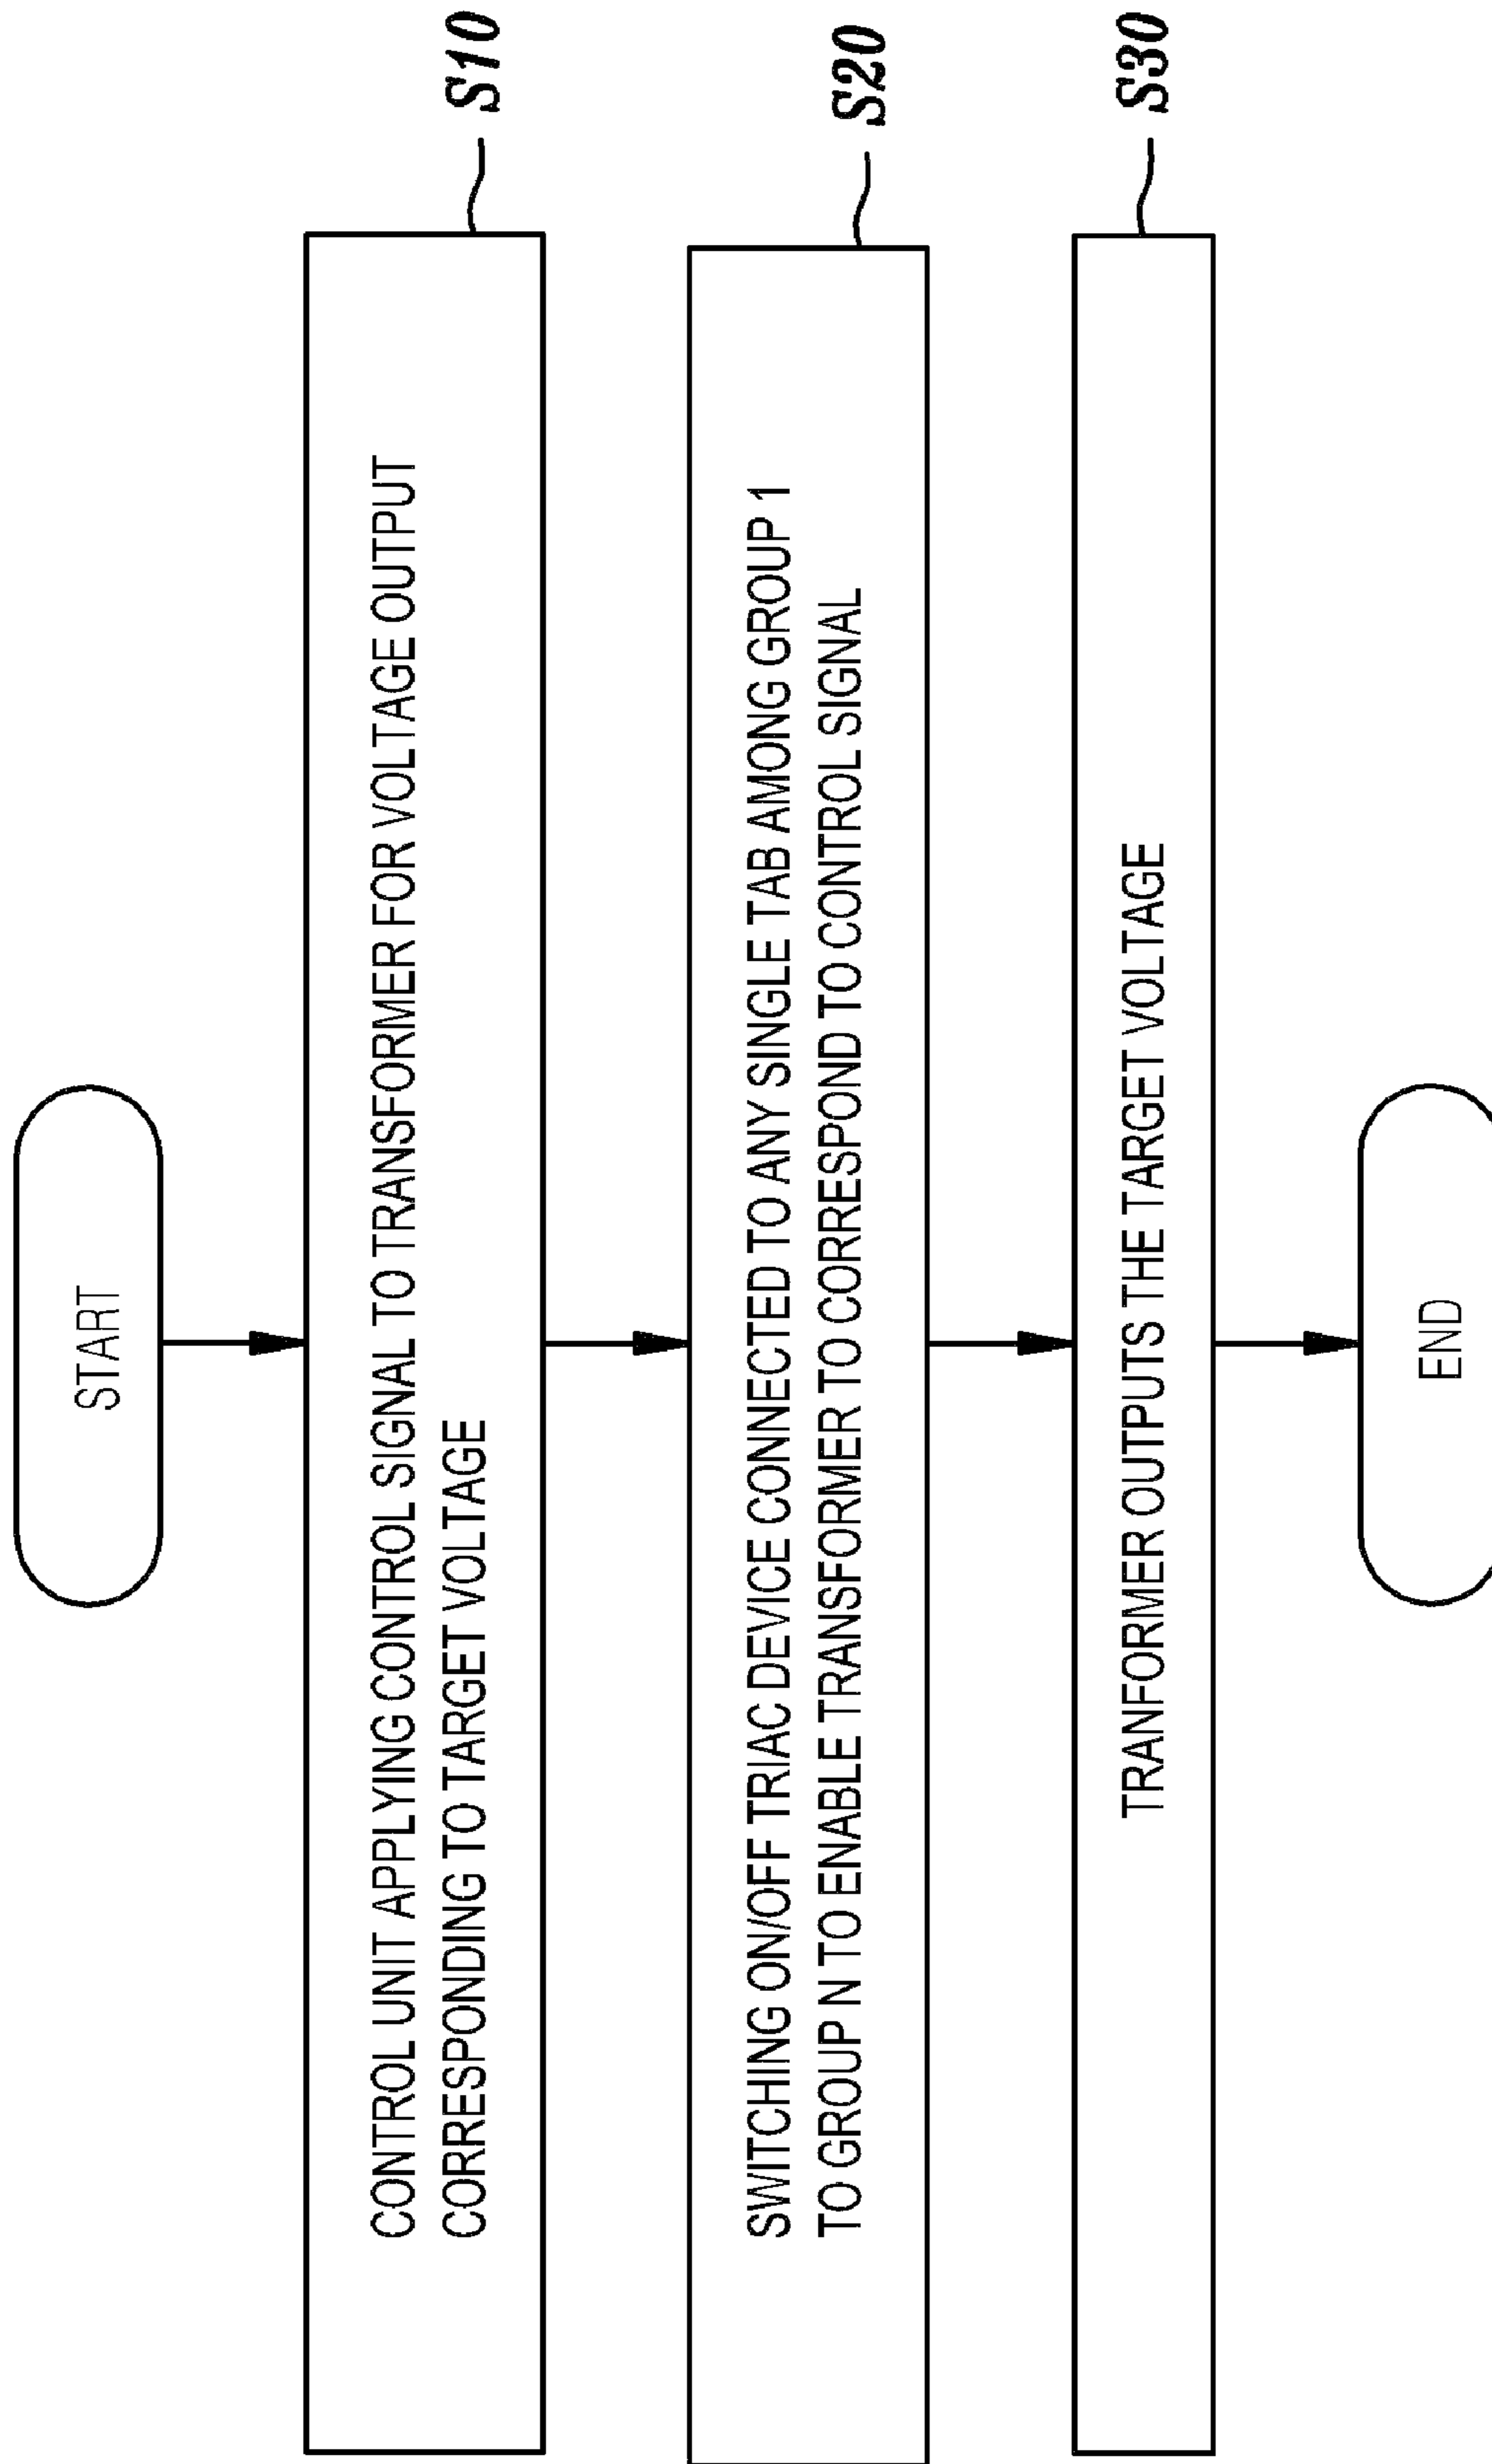 START
CONTROL UNIT APPLYING CONTROL SIGNAL TO TRANSFORMER FOR VOLTAGE OUTPUT
CORRESPONDING TO TARGET VOLTAGE
S10
SWITCHING ON/OFF TRIAC DEVICE CONNECTED TO ANY SINGLE TAB AMONG GROUP 1
TO GROUP N TO ENABLE TRANSFORMER TO CORRESPOND TO CONTROL SIGNAL
S20
TRANFORMER OUTPUTS THE TARGET VOLTAGE
S30
END